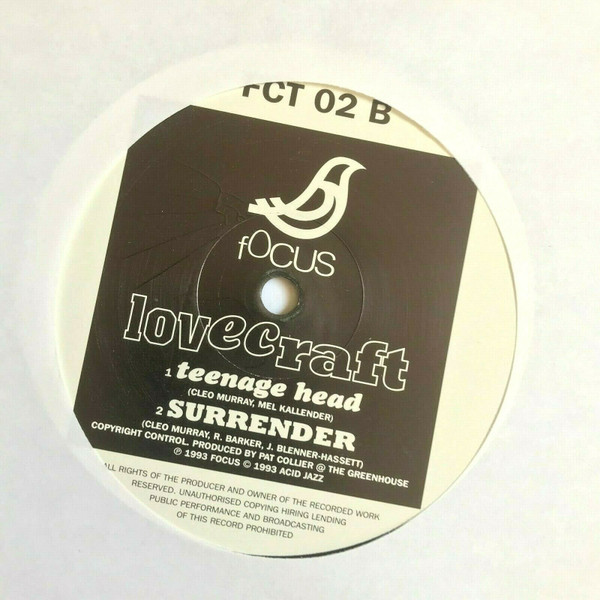 FCT 02 B
fOCUS
lovecraft
1 teenage head
(CLEO MURRAY, MEL KALLENDER)
2 SURRENDER
(CLEO MURRAY, R. BARKER, J. BLENNER-HASSETT)
COPYRIGHT CONTROL. PRODUCED BY PAT COLLIER @ THE GREENHOUSE
℗ 1993 FOCUS © 1993 ACID JAZZ
ALL RIGHTS OF THE PRODUCER AND OWNER OF THE RECORDED WORK
RESERVED. UNAUTHORISED COPYING HIRING LENDING
PUBLIC PERFORMANCE AND BROADCASTING
OF THIS RECORD PROHIBITED